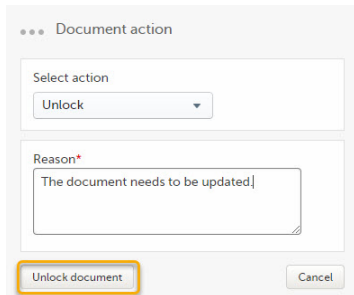 Document action
Select action
Unlock
Reason*
The document needs to be updated.
Unlock document
Cancel